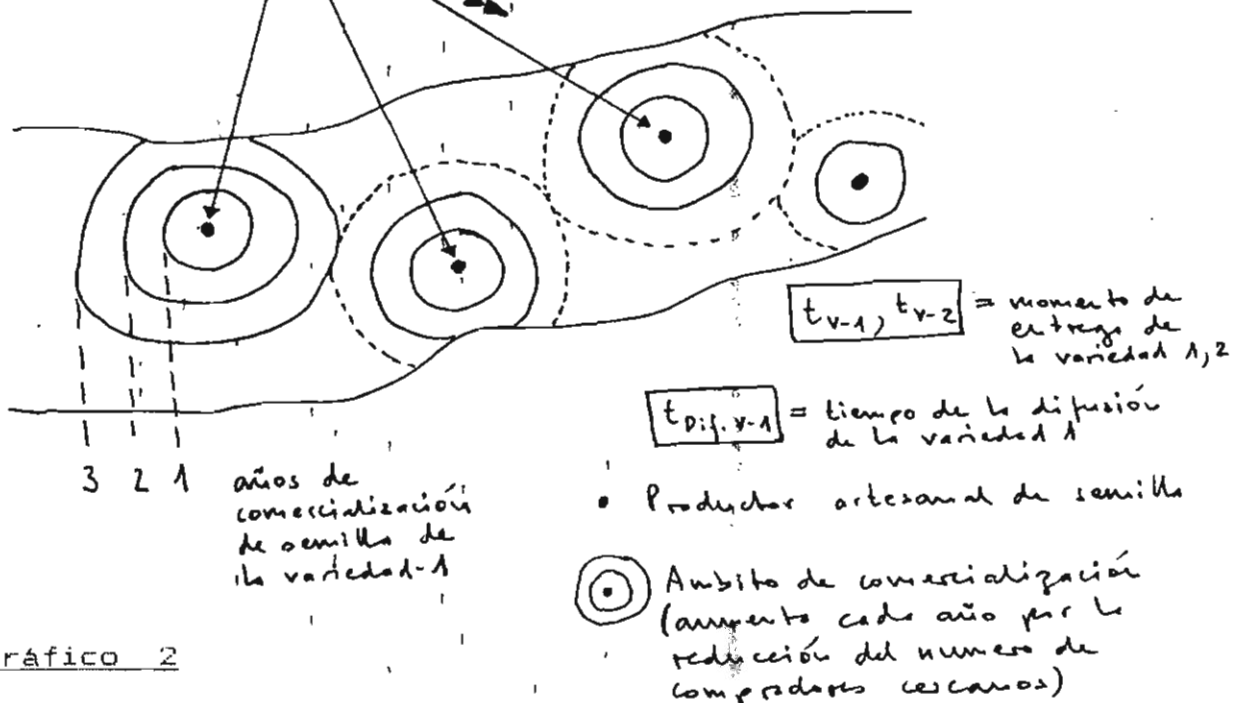 t v-1, t v-2 = momento de
entrega de
la variedad 1,2
t Dif. v-1 = tiempo de la difusión
de la variedad 1
3 2 1 años de
comercialización
de semilla de
la variedad-1
• Productor artesanal de semilla
Ambito de comercialización
(aumento cada año por la
reducción del numero de
compradores cercanos)
ráfico 2